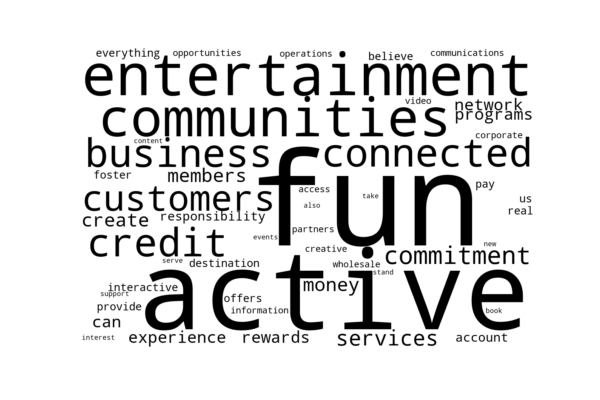 everything opportunities operations believe communications
entertainment
communities video network
programs
corporate
business content connected
foster members fun
access pay
customers take us
also real
create responsibility
partners
credit events creative new
commitment
serve destination wholesale
stand
active
interactive money
support offers
provide information book
can
interest experience rewards services account